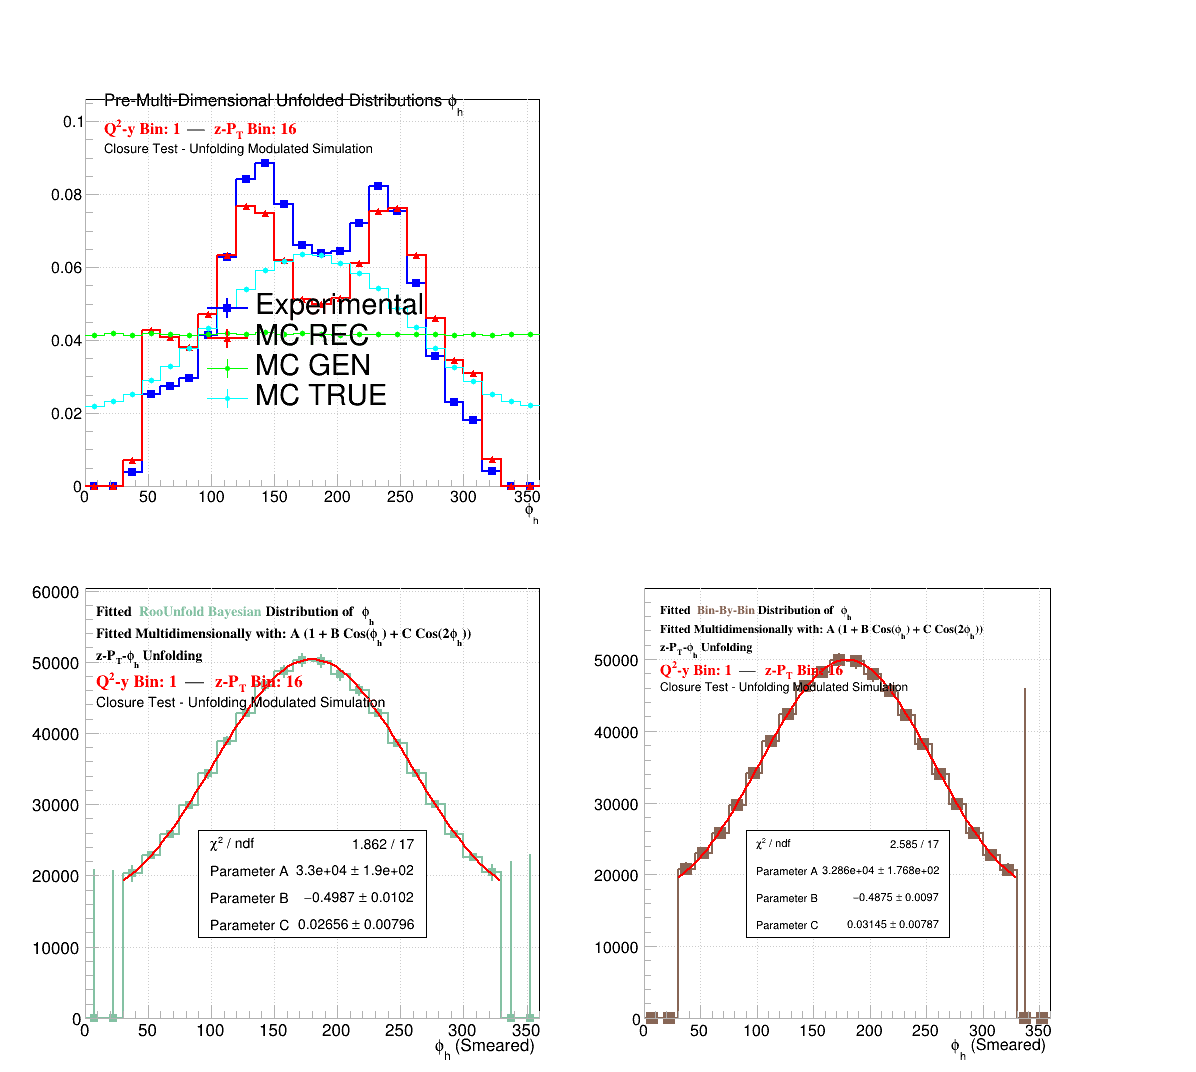 Pre-Multi-Dimensional Unfolded Distributions ϕh
Q²-y Bin: 1 — z-PT Bin: 16
Closure Test - Unfolding Modulated Simulation
0.1
0.08
0.06
0.04
0.02
0
Experimental
MC REC
MC GEN
MC TRUE
0 50 100 150 200 250 300 350
ϕh
Fitted RooUnfold Bayesian Distribution of ϕh
Fitted Multidimensionally with: A (1 + B Cos(ϕh) + C Cos(2ϕh))
z-PT-ϕh Unfolding
Q²-y Bin: 1 — z-PT Bin: 16
Closure Test - Unfolding Modulated Simulation
60000
50000
40000
30000
20000
10000
0
χ² / ndf 1.862 / 17
Parameter A 3.3e+04 ± 1.9e+02
Parameter B −0.4987 ± 0.0102
Parameter C 0.02656 ± 0.00796
0 50 100 150 200 250 300 350
ϕh (Smeared)
Fitted Bin-By-Bin Distribution of ϕh
Fitted Multidimensionally with: A (1 + B Cos(ϕh) + C Cos(2ϕh))
z-PT-ϕh Unfolding
Q²-y Bin: 1 — z-PT Bin: 16
Closure Test - Unfolding Modulated Simulation
50000
40000
30000
20000
10000
0
χ² / ndf 2.585 / 17
Parameter A 3.286e+04 ± 1.768e+02
Parameter B −0.4875 ± 0.0097
Parameter C 0.03145 ± 0.00787
0 50 100 150 200 250 300 350
ϕh (Smeared)